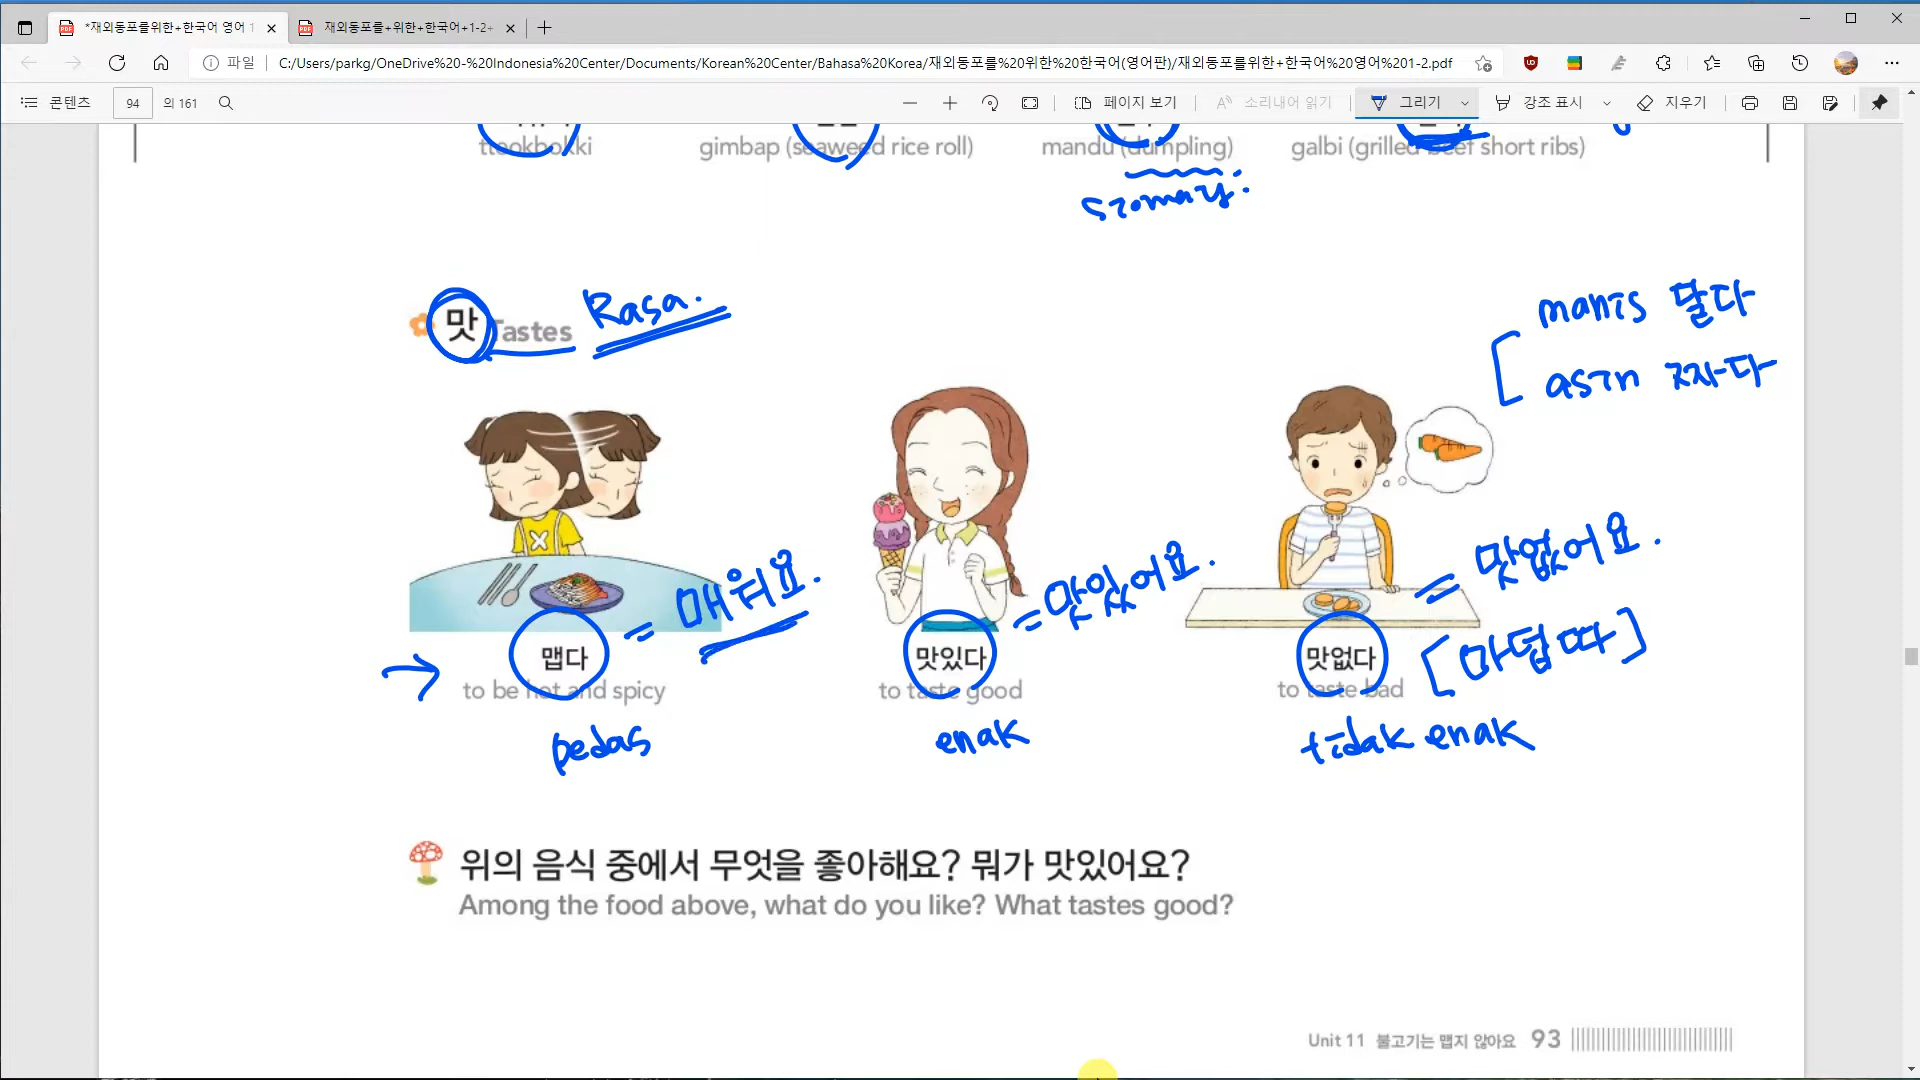 *재외동포를위한+한국어 영어 1
재외동포를+위한+한국어+1-2+
파일
C:/Users/parkg/OneDrive%20-%20Indonesia%20Center/Documents/Korean%20Center/Bahasa%20Korea/재외동포를%20위한%20한국어(영어판)/재외동포를위한+한국어%20영어%201-2.pdf
콘텐츠
94
의 161
페이지 보기
소리내어 읽기
그리기
강조 표시
지우기
tteokbokki
gimbap (seaweed rice roll)
mandu (dumpling)
galbi (grilled beef short ribs)
siomay.
맛 Tastes
Rasa.
manis 달다
asin 짜다
= 매워요.
= 맛있어요.
= 맛없어요.
맵다
맛있다
맛없다
[마덥따]
to be hot and spicy
to taste good
to taste bad
pedas
enak
tidak enak
위의 음식 중에서 무엇을 좋아해요? 뭐가 맛있어요?
Among the food above, what do you like? What tastes good?
Unit 11 불고기는 맵지 않아요 93